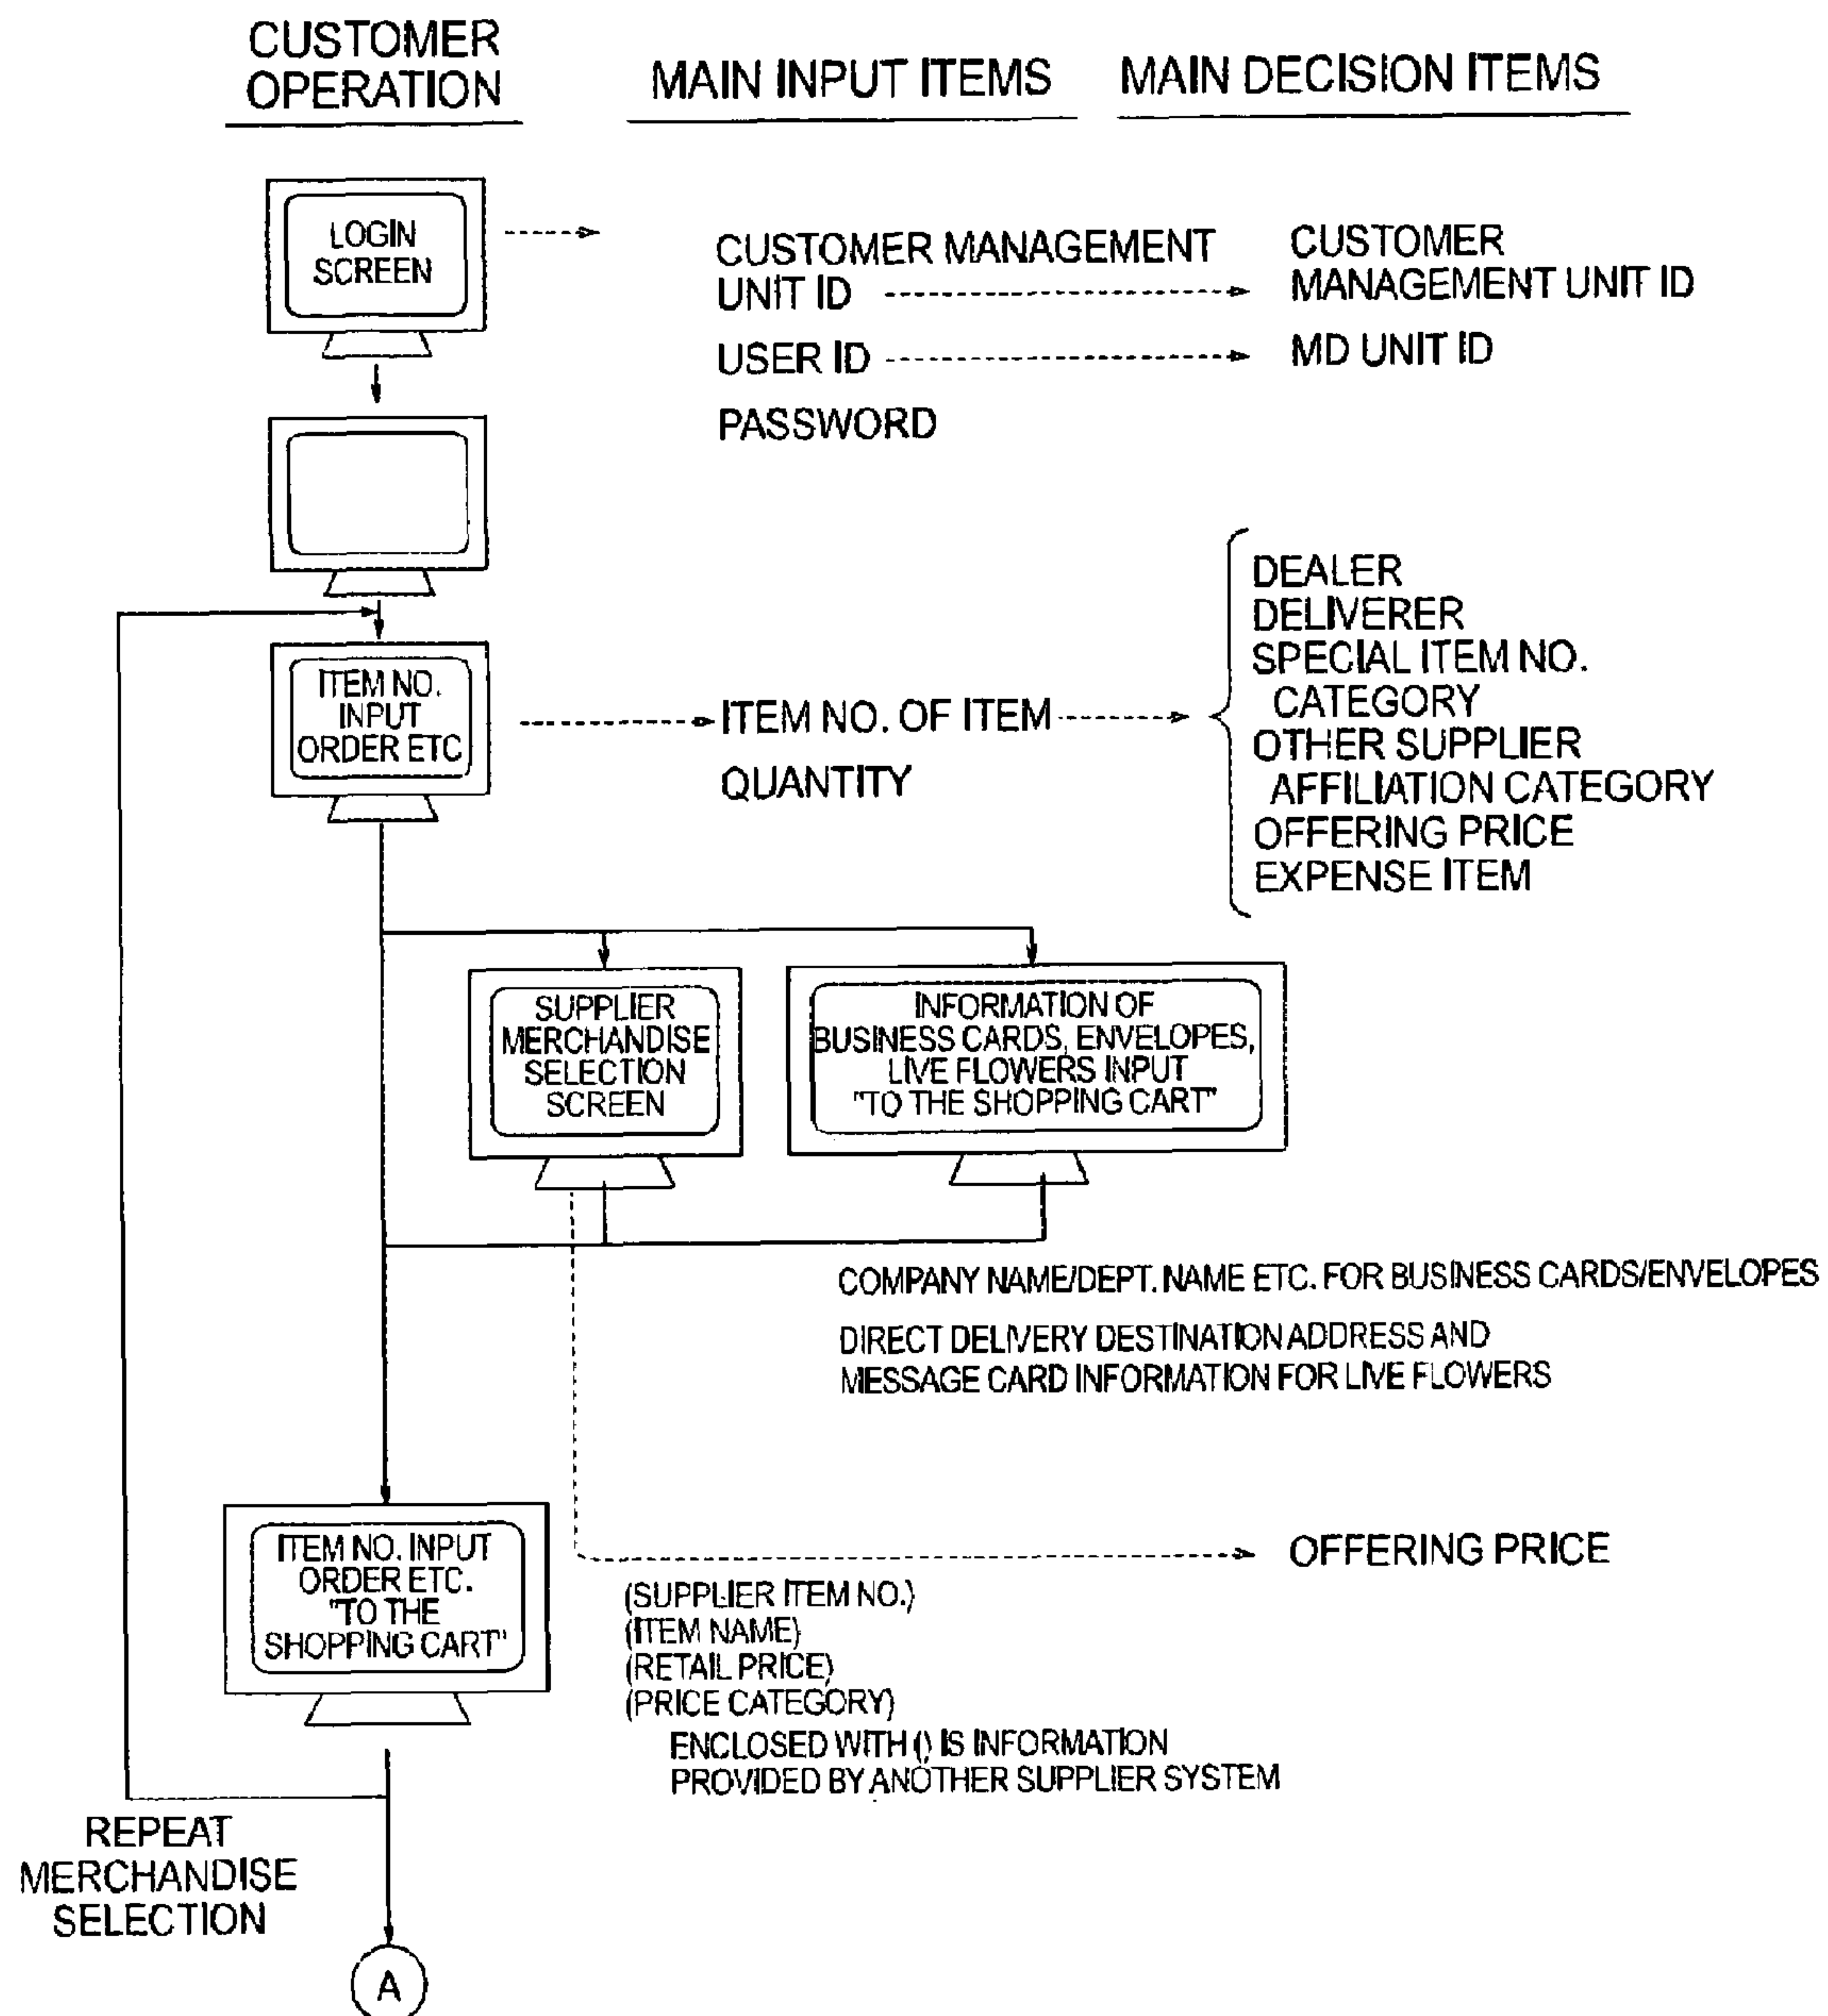 CUSTOMER
OPERATION
MAIN INPUT ITEMS
MAIN DECISION ITEMS
LOGIN
SCREEN
CUSTOMER MANAGEMENT
UNIT ID
CUSTOMER
MANAGEMENT UNIT ID
USER ID
MD UNIT ID
PASSWORD
ITEM NO.
INPUT
ORDER ETC
ITEM NO. OF ITEM
QUANTITY
DEALER
DELIVERER
SPECIAL ITEM NO.
CATEGORY
OTHER SUPPLIER
AFFILIATION CATEGORY
OFFERING PRICE
EXPENSE ITEM
SUPPLIER
MERCHANDISE
SELECTION
SCREEN
INFORMATION OF
BUSINESS CARDS, ENVELOPES,
LIVE FLOWERS INPUT
"TO THE SHOPPING CART"
COMPANY NAME/DEPT. NAME ETC. FOR BUSINESS CARDS/ENVELOPES
DIRECT DELIVERY DESTINATION ADDRESS AND
MESSAGE CARD INFORMATION FOR LIVE FLOWERS
ITEM NO. INPUT
ORDER ETC.
"TO THE
SHOPPING CART"
OFFERING PRICE
(SUPPLIER ITEM NO.)
(ITEM NAME)
(RETAIL PRICE)
(PRICE CATEGORY)
ENCLOSED WITH () IS INFORMATION
PROVIDED BY ANOTHER SUPPLIER SYSTEM
REPEAT
MERCHANDISE
SELECTION
A